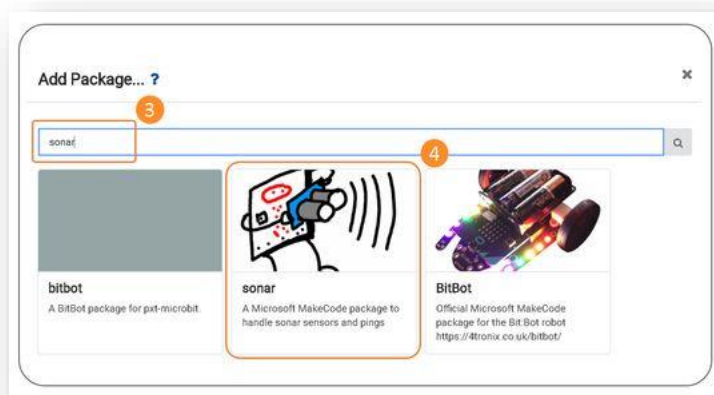 Add Package... ?
3
sonar
4
bitbot
A BitBot package for pxt-microbit.
sonar
A Microsoft MakeCode package to
handle sonar sensors and pings
BitBot
Official Microsoft MakeCode
package for the Bit:Bot robot
https://4tronix.co.uk/bitbot/